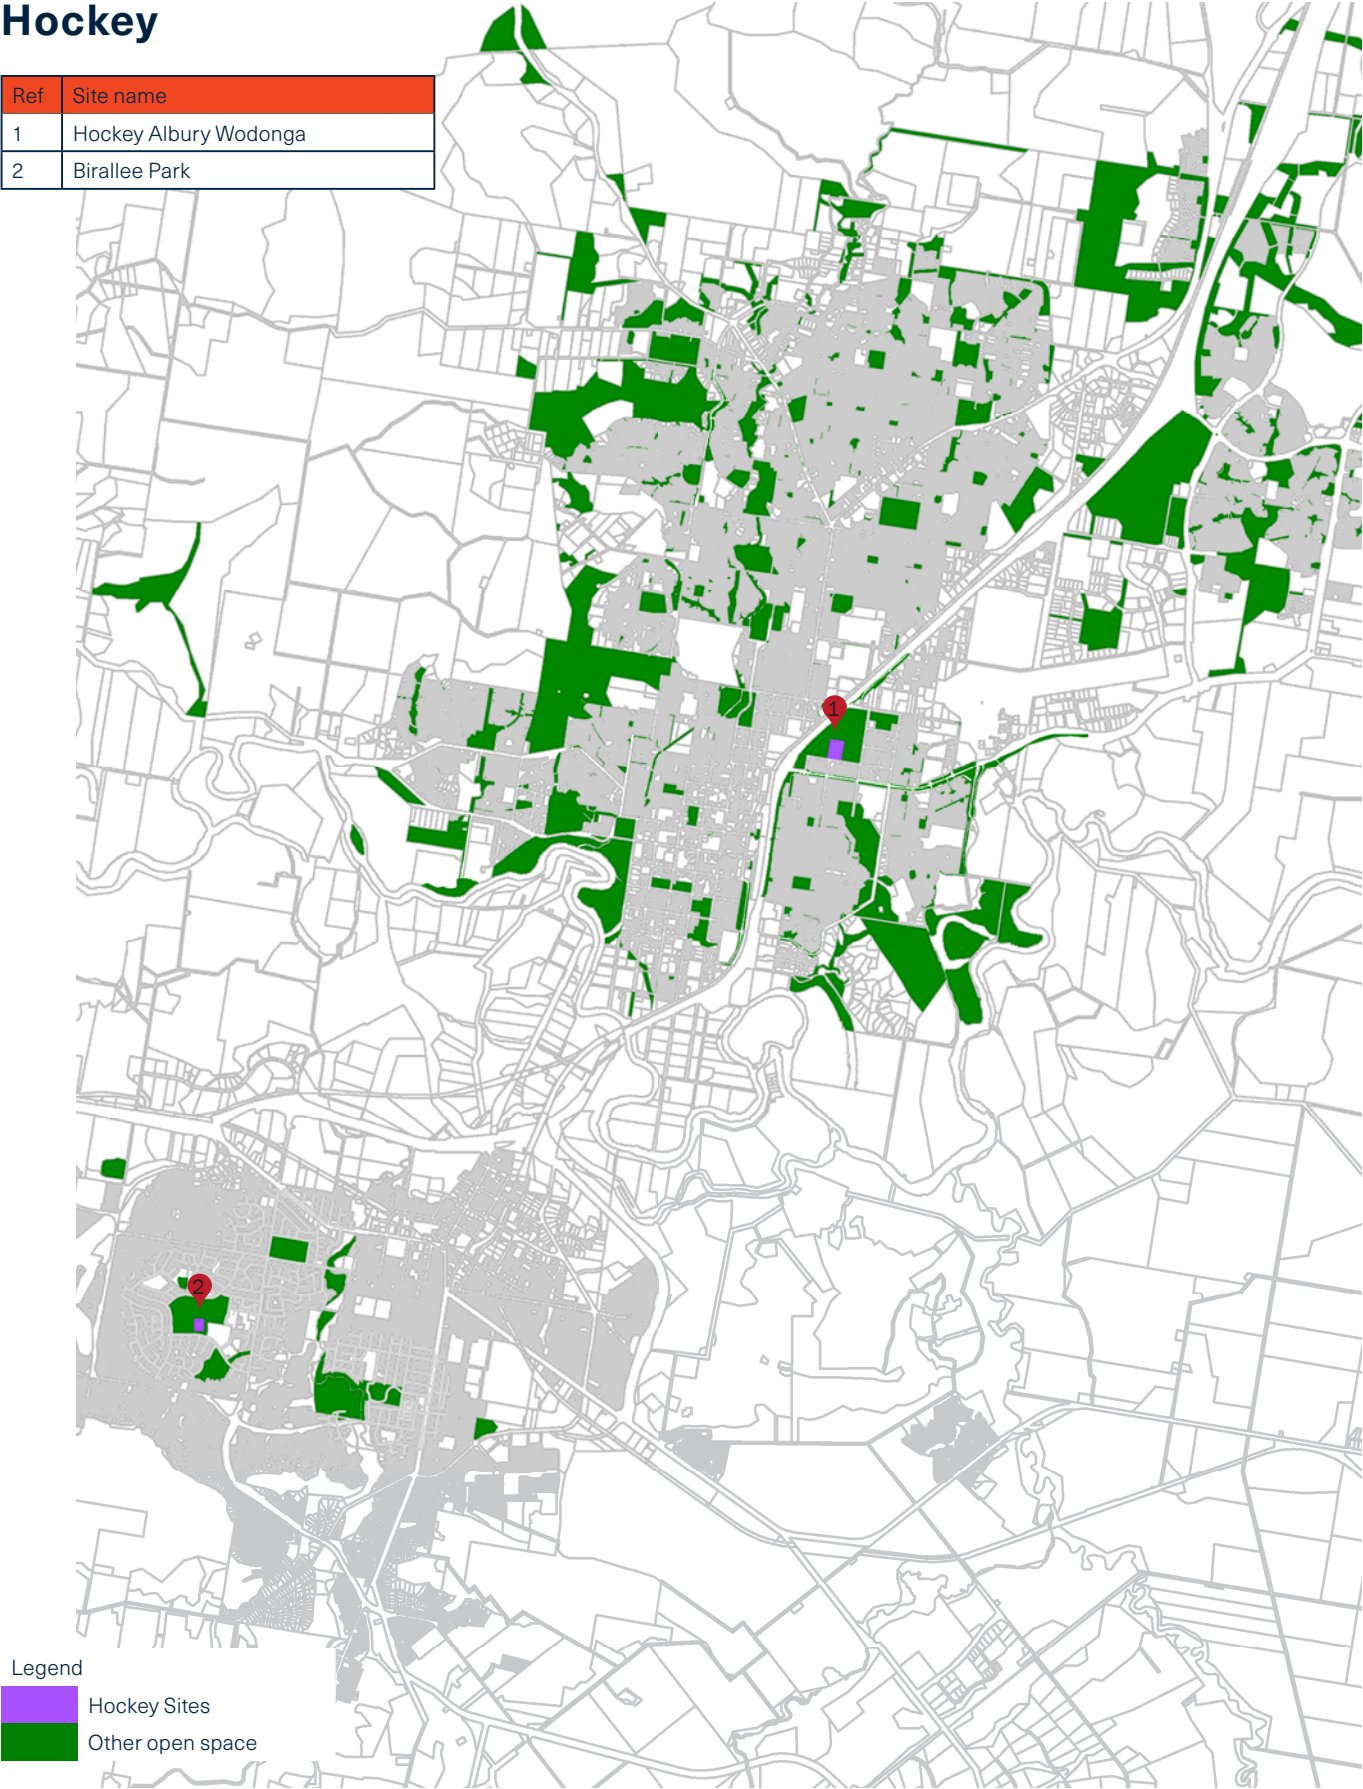 Hockey
Ref Site name
1 Hockey Albury Wodonga
2 Birallee Park
1
2
Legend
Hockey Sites
Other open space